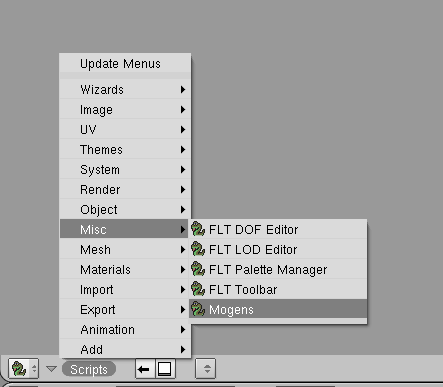 Update Menus
Wizards
Image
UV
Themes
System
Render
Object
Misc
Mesh
Materials
Import
Export
Animation
Add
FLT DOF Editor
FLT LOD Editor
FLT Palette Manager
FLT Toolbar
Mogens
Scripts